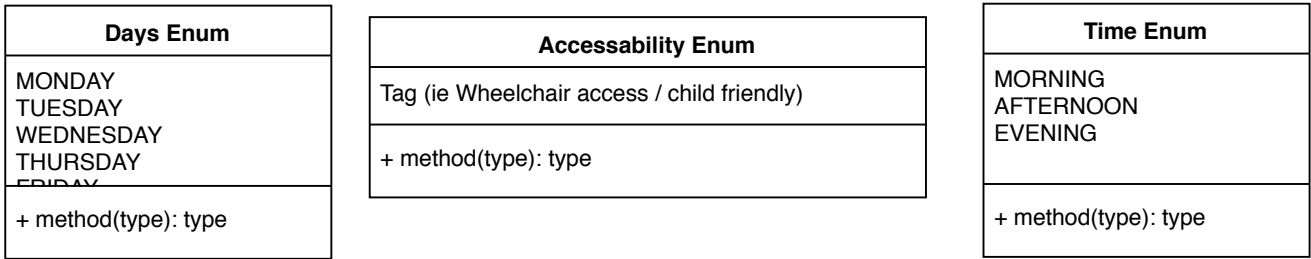 Days Enum
MONDAY
TUESDAY
WEDNESDAY
THURSDAY
FRIDAY
+ method(type): type
Accessability Enum
Tag (ie Wheelchair access / child friendly)
+ method(type): type
Time Enum
MORNING
AFTERNOON
EVENING
+ method(type): type